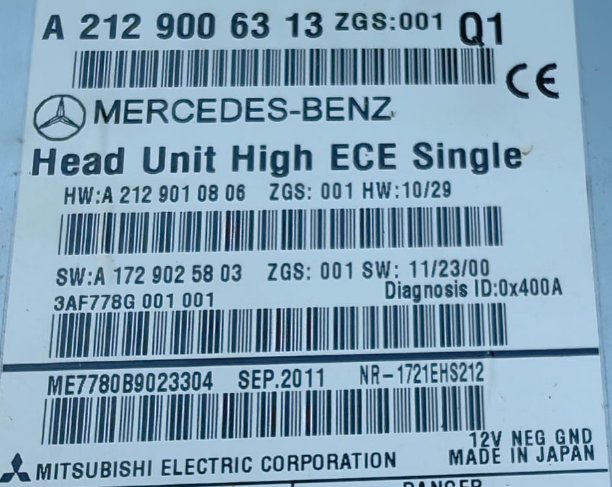 A 212 900 63 13 ZGS:001 Q1
CE
MERCEDES-BENZ
Head Unit High ECE Single
HW:A 212 901 08 06 ZGS: 001 HW:10/29
SW:A 172 902 58 03 ZGS: 001 SW: 11/23/00
3AF778G 001 001 Diagnosis ID:0x400A
ME7780B9023304 SEP.2011 NR-1721EHS212
12V NEG GND
MITSUBISHI ELECTRIC CORPORATION MADE IN JAPAN
DANGER